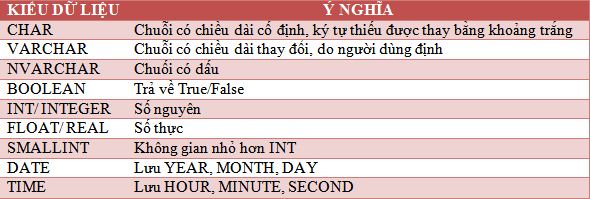 KIỂU DỮ LIỆU Ý NGHĨA
CHAR Chuỗi có chiều dài cố định, ký tự thiếu được thay bằng khoảng trắng
VARCHAR Chuỗi có chiều dài thay đổi, do người dùng định
NVARCHAR Chuỗi có dấu
BOOLEAN Trả về True/False
INT/ INTEGER Số nguyên
FLOAT/ REAL Số thực
SMALLINT Không gian nhỏ hơn INT
DATE Lưu YEAR, MONTH, DAY
TIME Lưu HOUR, MINUTE, SECOND